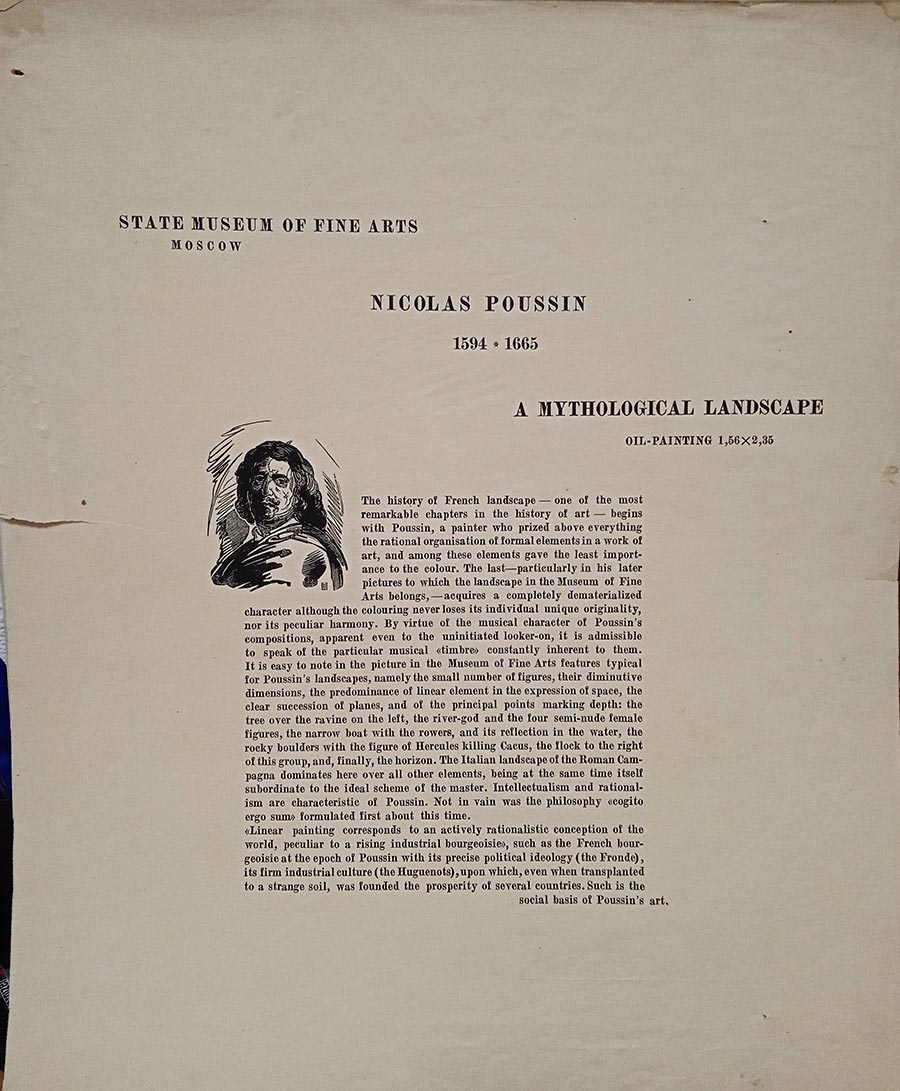 STATE MUSEUM OF FINE ARTS
MOSCOW
NICOLAS POUSSIN
1594 * 1665
A MYTHOLOGICAL LANDSCAPE
OIL-PAINTING 1,56×2,35
The history of French landscape — one of the most
remarkable chapters in the history of art — begins
with Poussin, a painter who prized above everything
the rational organisation of formal elements in a work of
art, and among these elements gave the least import-
ance to the colour. The last—particularly in his later
pictures to which the landscape in the Museum of Fine
Arts belongs,—acquires a completely dematerialized
character although the colouring never loses its individual unique originality,
nor its peculiar harmony. By virtue of the musical character of Poussin's
compositions, apparent even to the uninitiated looker-on, it is admissible
to speak of the particular musical «timbre» constantly inherent to them.
It is easy to note in the picture in the Museum of Fine Arts features typical
for Poussin's landscapes, namely the small number of figures, their diminutive
dimensions, the predominance of linear element in the expression of space, the
clear succession of planes, and of the principal points marking depth: the
tree over the ravine on the left, the river-god and the four semi-nude female
figures, the narrow boat with the rowers, and its reflection in the water, the
rocky boulders with the figure of Hercules killing Cacus, the flock to the right
of this group, and, finally, the horizon. The Italian landscape of the Roman Cam-
pagna dominates here over all other elements, being at the same time itself
subordinate to the ideal scheme of the master. Intellectualism and rational-
ism are characteristic of Poussin. Not in vain was the philosophy «cogito
ergo sum» formulated first about this time.
«Linear painting corresponds to an actively rationalistic conception of the
world, peculiar to a rising industrial bourgeoisie», such as the French bour-
geoisie at the epoch of Poussin with its precise political ideology (the Fronde),
its firm industrial culture (the Huguenots), upon which, even when transplanted
to a strange soil, was founded the prosperity of several countries. Such is the
social basis of Poussin's art.